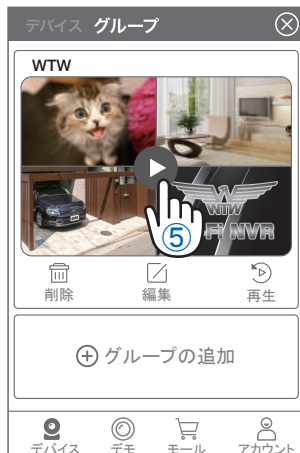 デバイス グループ
WTW
WTW
Fi NVR
⑤
削除 編集 再生
グループの追加
デバイス デモ モール アカウント